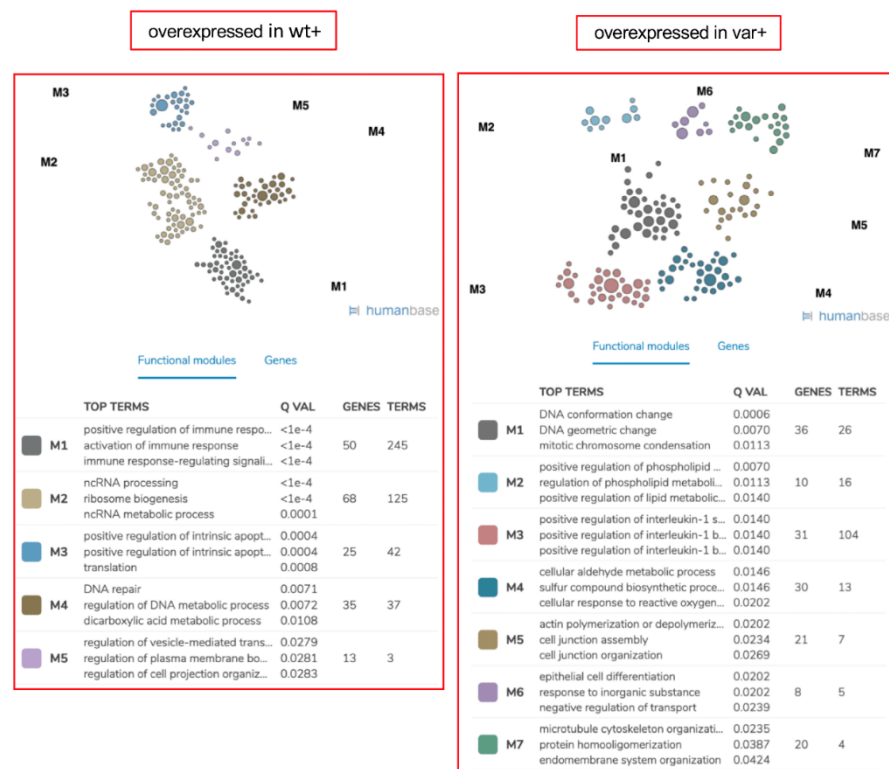 overexpressed in wt+
M3
M5
M4
M2
M1
humanbase
Functional modules Genes
TOP TERMS Q VAL GENES TERMS
positive regulation of immune respo... <1e-4
M1 activation of immune response <1e-4 50 245
immune response-regulating signali... <1e-4
ncRNA processing <1e-4
M2 ribosome biogenesis <1e-4 68 125
ncRNA metabolic process 0.0001
positive regulation of intrinsic apopt... 0.0004
M3 positive regulation of intrinsic apopt... 0.0004 25 42
translation 0.0008
DNA repair 0.0071
M4 regulation of DNA metabolic process 0.0072 35 37
dicarboxylic acid metabolic process 0.0108
regulation of vesicle-mediated trans... 0.0279
M5 regulation of plasma membrane bo... 0.0281 13 3
regulation of cell projection organiz... 0.0283
overexpressed in var+
M6
M2
M7
M1
M5
M3
M4
humanbase
Functional modules Genes
TOP TERMS Q VAL GENES TERMS
DNA conformation change 0.0006
M1 DNA geometric change 0.0070 36 26
mitotic chromosome condensation 0.0113
positive regulation of phospholipid ... 0.0070
M2 regulation of phospholipid metaboli... 0.0113 10 16
positive regulation of lipid metabolic... 0.0140
positive regulation of interleukin-1 s... 0.0140
M3 positive regulation of interleukin-1 b... 0.0140 31 104
positive regulation of interleukin-1 b... 0.0140
cellular aldehyde metabolic process 0.0146
M4 sulfur compound biosynthetic proce... 0.0146 30 13
cellular response to reactive oxygen... 0.0202
actin polymerization or depolymeriz... 0.0202
M5 cell junction assembly 0.0234 21 7
cell junction organization 0.0269
epithelial cell differentiation 0.0202
M6 response to inorganic substance 0.0202 8 5
negative regulation of transport 0.0239
microtubule cytoskeleton organizati... 0.0235
M7 protein homooligomerization 0.0387 20 4
endomembrane system organization 0.0424